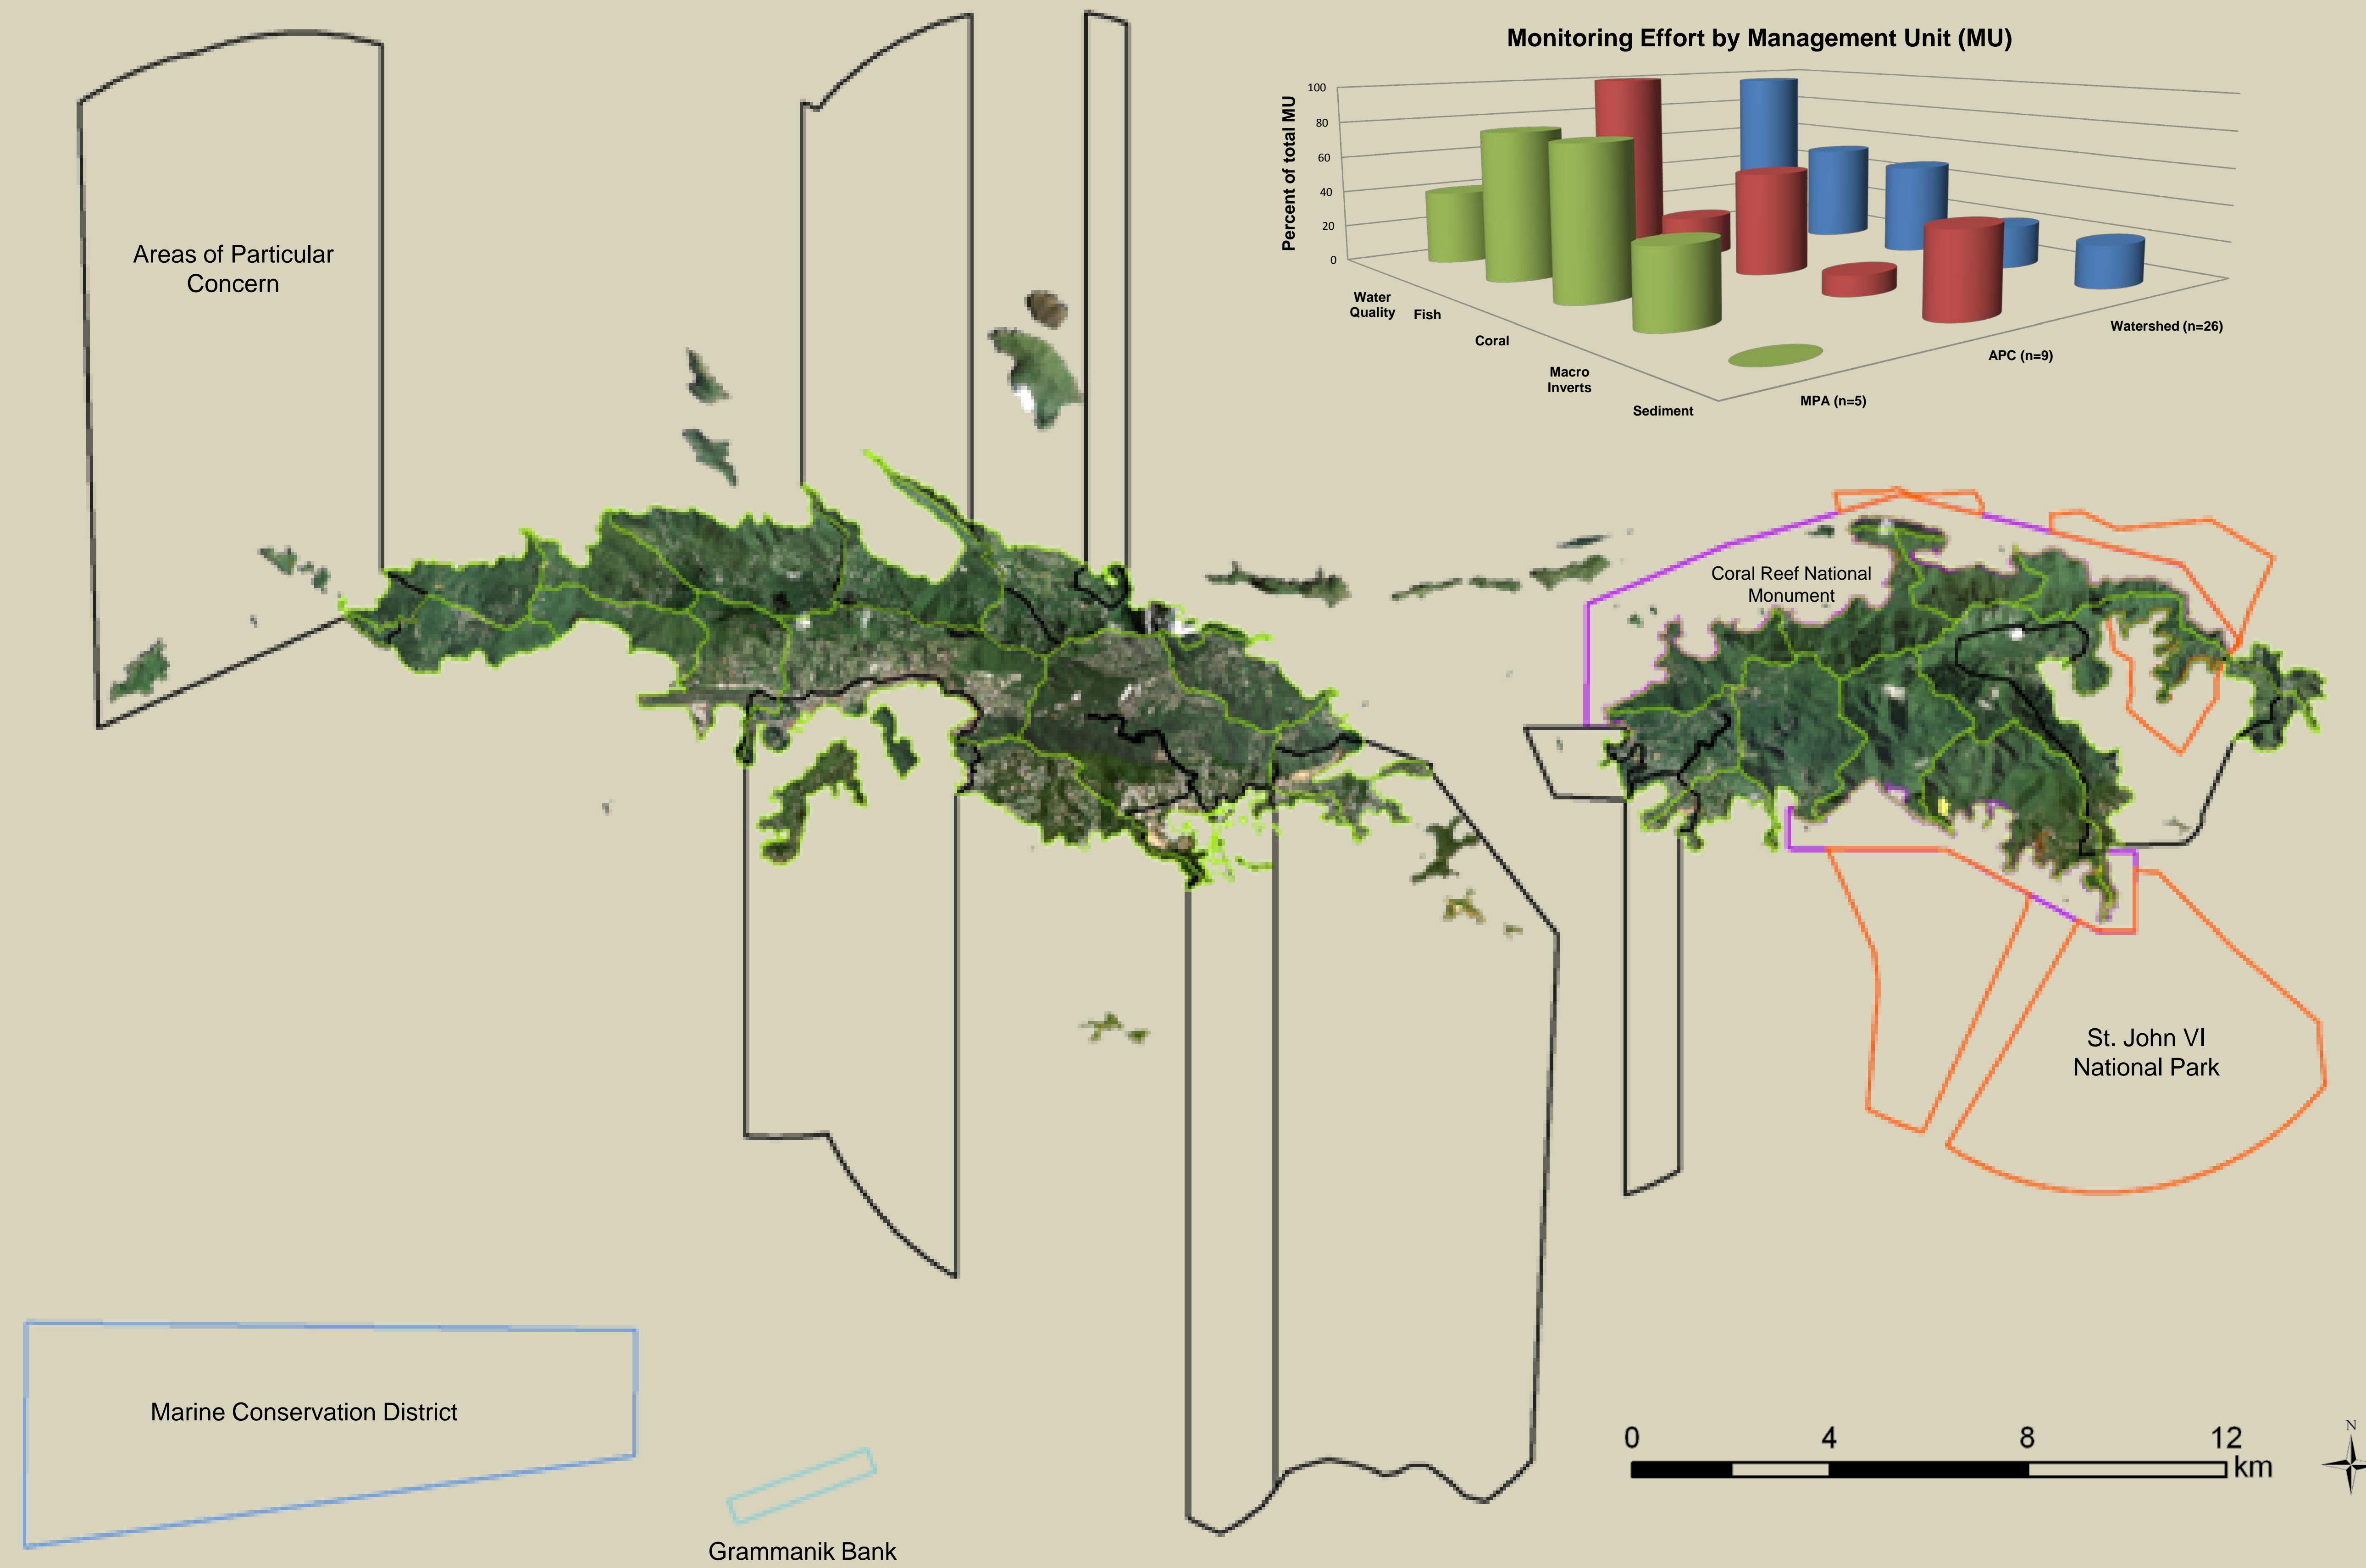 Monitoring Effort by Management Unit (MU)
Percent of total MU
100
80
60
40
20
0
Water
Quality
Fish
Coral
Macro
Inverts
Sediment
MPA (n=5)
APC (n=9)
Watershed (n=26)
Areas of Particular
Concern
Coral Reef National
Monument
St. John VI
National Park
Marine Conservation District
Grammanik Bank
0 4 8 12
km
N